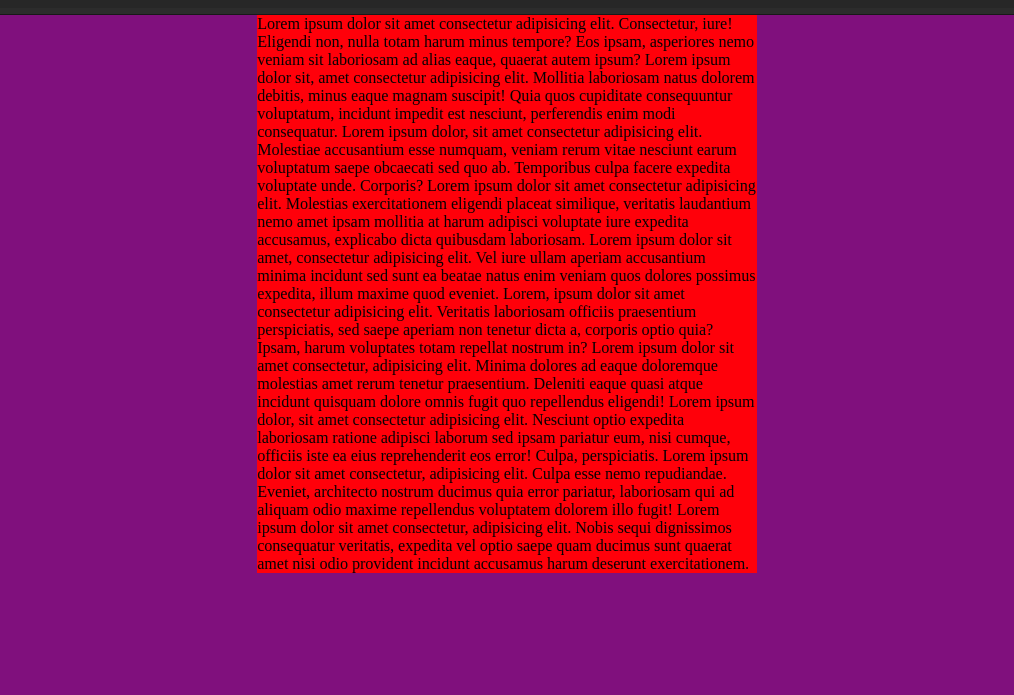 Lorem ipsum dolor sit amet consectetur adipisicing elit. Consectetur, iure!
Eligendi non, nulla totam harum minus tempore? Eos ipsam, asperiores nemo
veniam sit laboriosam ad alias eaque, quaerat autem ipsum? Lorem ipsum
dolor sit, amet consectetur adipisicing elit. Mollitia laboriosam natus dolorem
debitis, minus eaque magnam suscipit! Quia quos cupiditate consequuntur
voluptatum, incidunt impedit est nesciunt, perferendis enim modi
consequatur. Lorem ipsum dolor, sit amet consectetur adipisicing elit.
Molestiae accusantium esse numquam, veniam rerum vitae nesciunt earum
voluptatum saepe obcaecati sed quo ab. Temporibus culpa facere expedita
voluptate unde. Corporis? Lorem ipsum dolor sit amet consectetur adipisicing
elit. Molestias exercitationem eligendi placeat similique, veritatis laudantium
nemo amet ipsam mollitia at harum adipisci voluptate iure expedita
accusamus, explicabo dicta quibusdam laboriosam. Lorem ipsum dolor sit
amet, consectetur adipisicing elit. Vel iure ullam aperiam accusantium
minima incidunt sed sunt ea beatae natus enim veniam quos dolores possimus
expedita, illum maxime quod eveniet. Lorem, ipsum dolor sit amet
consectetur adipisicing elit. Veritatis laboriosam officiis praesentium
perspiciatis, sed saepe aperiam non tenetur dicta a, corporis optio quia?
Ipsam, harum voluptates totam repellat nostrum in? Lorem ipsum dolor sit
amet consectetur, adipisicing elit. Minima dolores ad eaque doloremque
molestias amet rerum tenetur praesentium. Deleniti eaque quasi atque
incidunt quisquam dolore omnis fugit quo repellendus eligendi! Lorem ipsum
dolor, sit amet consectetur adipisicing elit. Nesciunt optio expedita
laboriosam ratione adipisci laborum sed ipsam pariatur eum, nisi cumque,
officiis iste ea eius reprehenderit eos error! Culpa, perspiciatis. Lorem ipsum
dolor sit amet consectetur, adipisicing elit. Culpa esse nemo repudiandae.
Eveniet, architecto nostrum ducimus quia error pariatur, laboriosam qui ad
aliquam odio maxime repellendus voluptatem dolorem illo fugit! Lorem
ipsum dolor sit amet consectetur, adipisicing elit. Nobis sequi dignissimos
consequatur veritatis, expedita vel optio saepe quam ducimus sunt quaerat
amet nisi odio provident incidunt accusamus harum deserunt exercitationem.